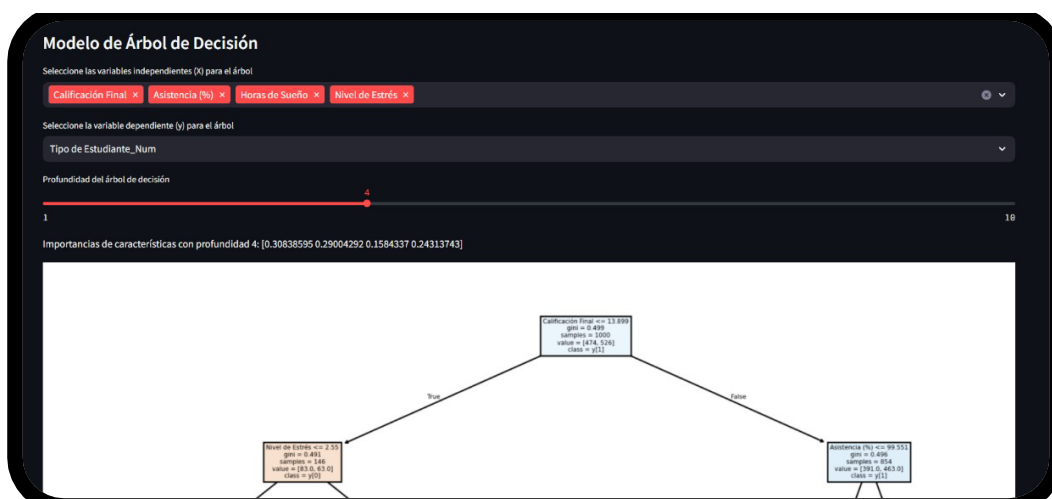 Modelo de Árbol de Decisión
Seleccione las variables independientes (X) para el árbol
Calificación Final × Asistencia (%) × Horas de Sueño × Nivel de Estrés ×
Seleccione la variable dependiente (y) para el árbol
Tipo de Estudiante_Num
Profundidad del árbol de decisión
4
1 10
Importancias de características con profundidad 4: [0.30838595 0.29004292 0.1584337 0.24313743]
Calificación Final <= 13.899
gini = 0.499
samples = 1000
value = [474, 526]
class = y[1]
True
False
Nivel de Estrés <= 2.55
gini = 0.491
samples = 146
value = [83.0, 63.0]
class = y[0]
Asistencia (%) <= 99.551
gini = 0.496
samples = 854
value = [391.0, 463.0]
class = y[1]